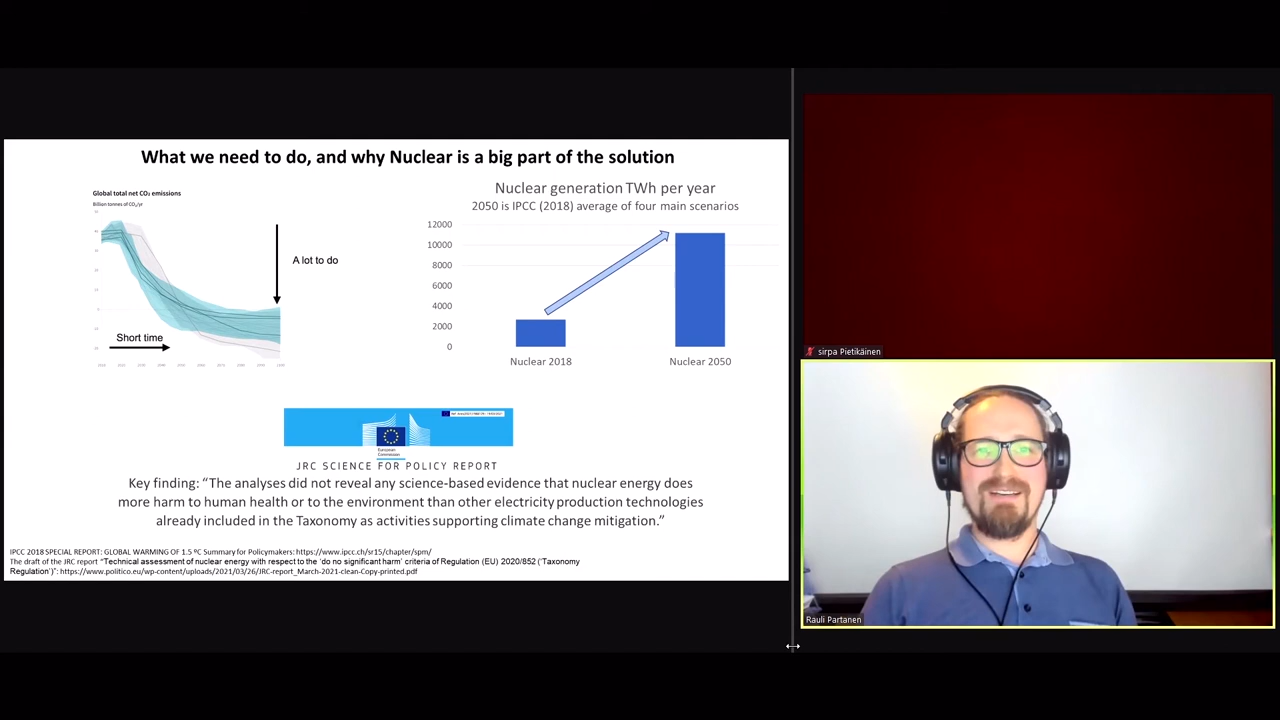 What we need to do, and why Nuclear is a big part of the solution
Global total net CO₂ emissions
Billion tonnes of CO₂/yr
A lot to do
Short time
Nuclear generation TWh per year
2050 is IPCC (2018) average of four main scenarios
12000
10000
8000
6000
4000
2000
0
Nuclear 2018
Nuclear 2050
European
Commission
JRC SCIENCE FOR POLICY REPORT
Key finding: “The analyses did not reveal any science-based evidence that nuclear energy does
more harm to human health or to the environment than other electricity production technologies
already included in the Taxonomy as activities supporting climate change mitigation.”
IPCC 2018 SPECIAL REPORT: GLOBAL WARMING OF 1.5 ºC Summary for Policymakers: https://www.ipcc.ch/sr15/chapter/spm/
The draft of the JRC report “Technical assessment of nuclear energy with respect to the ‘do no significant harm’ criteria of Regulation (EU) 2020/852 (‘Taxonomy
Regulation’)”: https://www.politico.eu/wp-content/uploads/2021/03/26/JRC-report_March-2021-clean-Copy-printed.pdf
sirpa Pietikäinen
Rauli Partanen